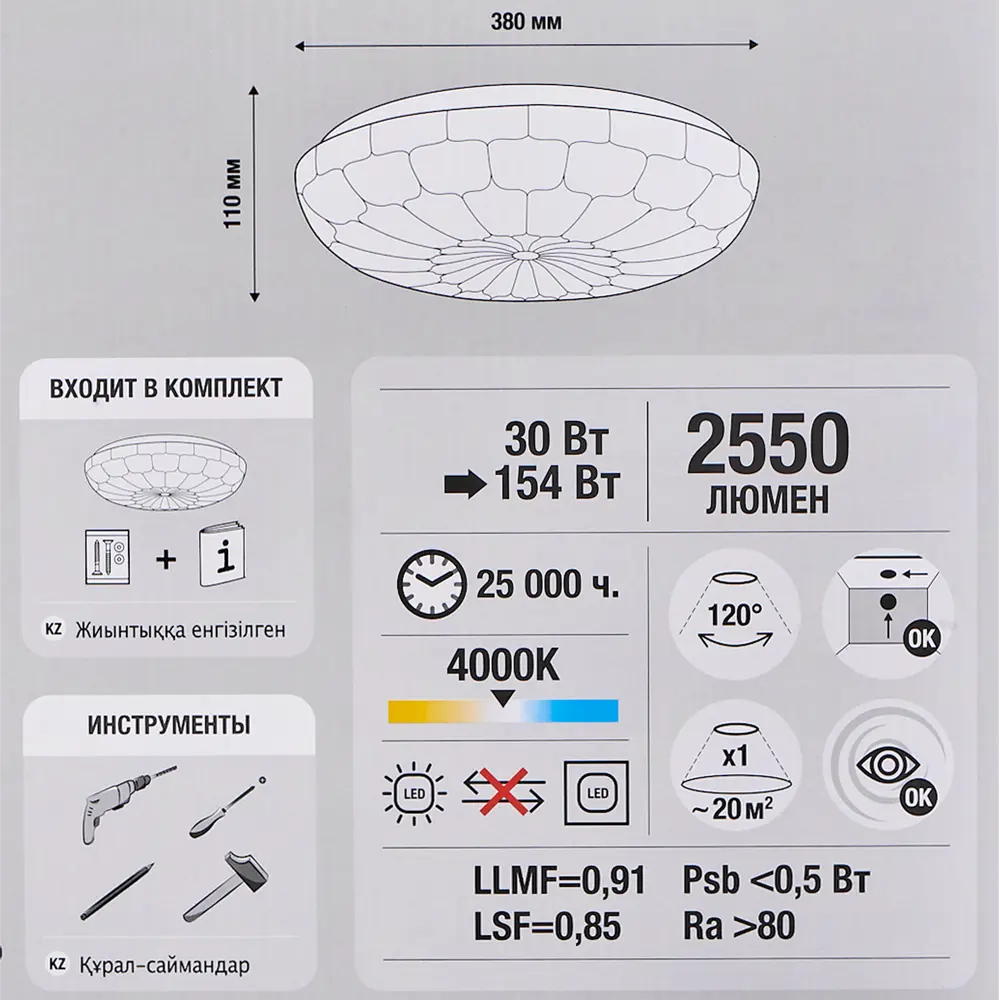 380 мм
110 мм
ВХОДИТ В КОМПЛЕКТ
+
i
KZ Жиынтыққа енгізілген
ИНСТРУМЕНТЫ
KZ Құрал-саймандар
30 Вт
154 Вт
2550
ЛЮМЕН
25 000 ч.
4000K
LED
LED
120°
OK
x1
~20 м²
OK
LLMF=0,91
LSF=0,85
Psb <0,5 Вт
Ra >80